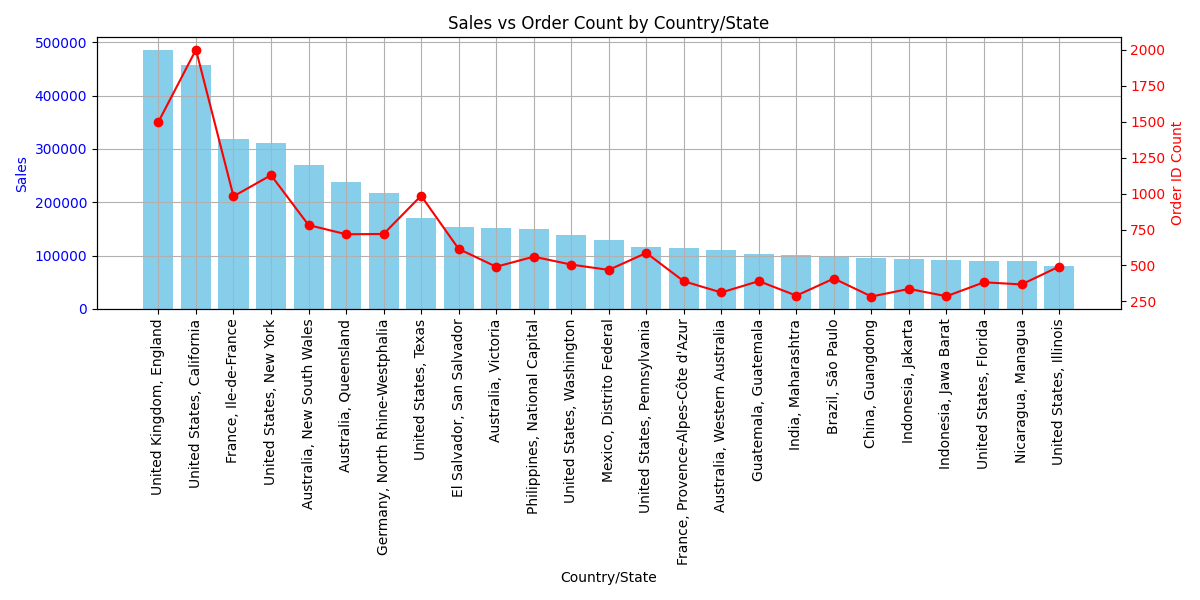 Sales vs Order Count by Country/State
Sales
500000
400000
300000
200000
100000
0
2000
1750
1500
1250
1000
750
500
250
Order ID Count
United Kingdom, England
United States, California
France, Ile-de-France
United States, New York
Australia, New South Wales
Australia, Queensland
Germany, North Rhine-Westphalia
United States, Texas
El Salvador, San Salvador
Australia, Victoria
Philippines, National Capital
United States, Washington
Mexico, Distrito Federal
United States, Pennsylvania
France, Provence-Alpes-Côte d'Azur
Australia, Western Australia
Guatemala, Guatemala
India, Maharashtra
Brazil, São Paulo
China, Guangdong
Indonesia, Jakarta
Indonesia, Jawa Barat
United States, Florida
Nicaragua, Managua
United States, Illinois
Country/State